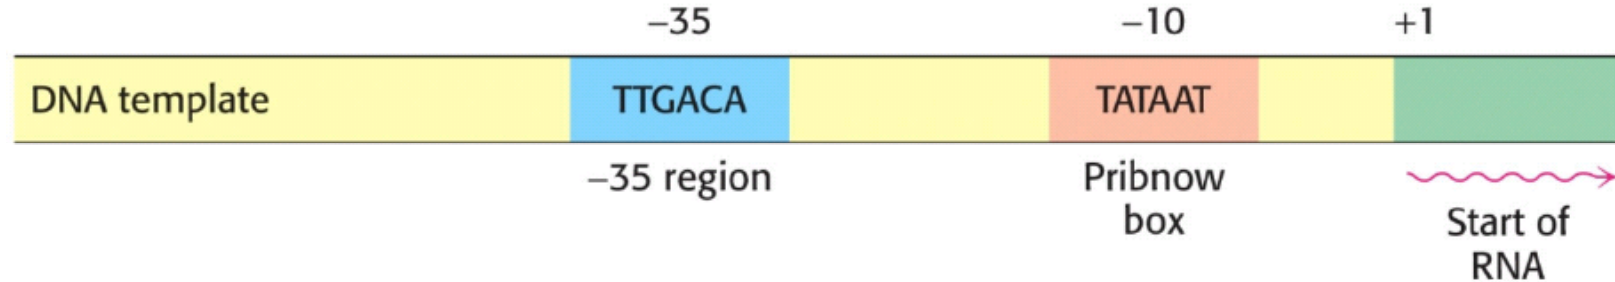 –35 –10 +1
DNA template TTGACA TATAAT
–35 region Pribnow
box
Start of
RNA